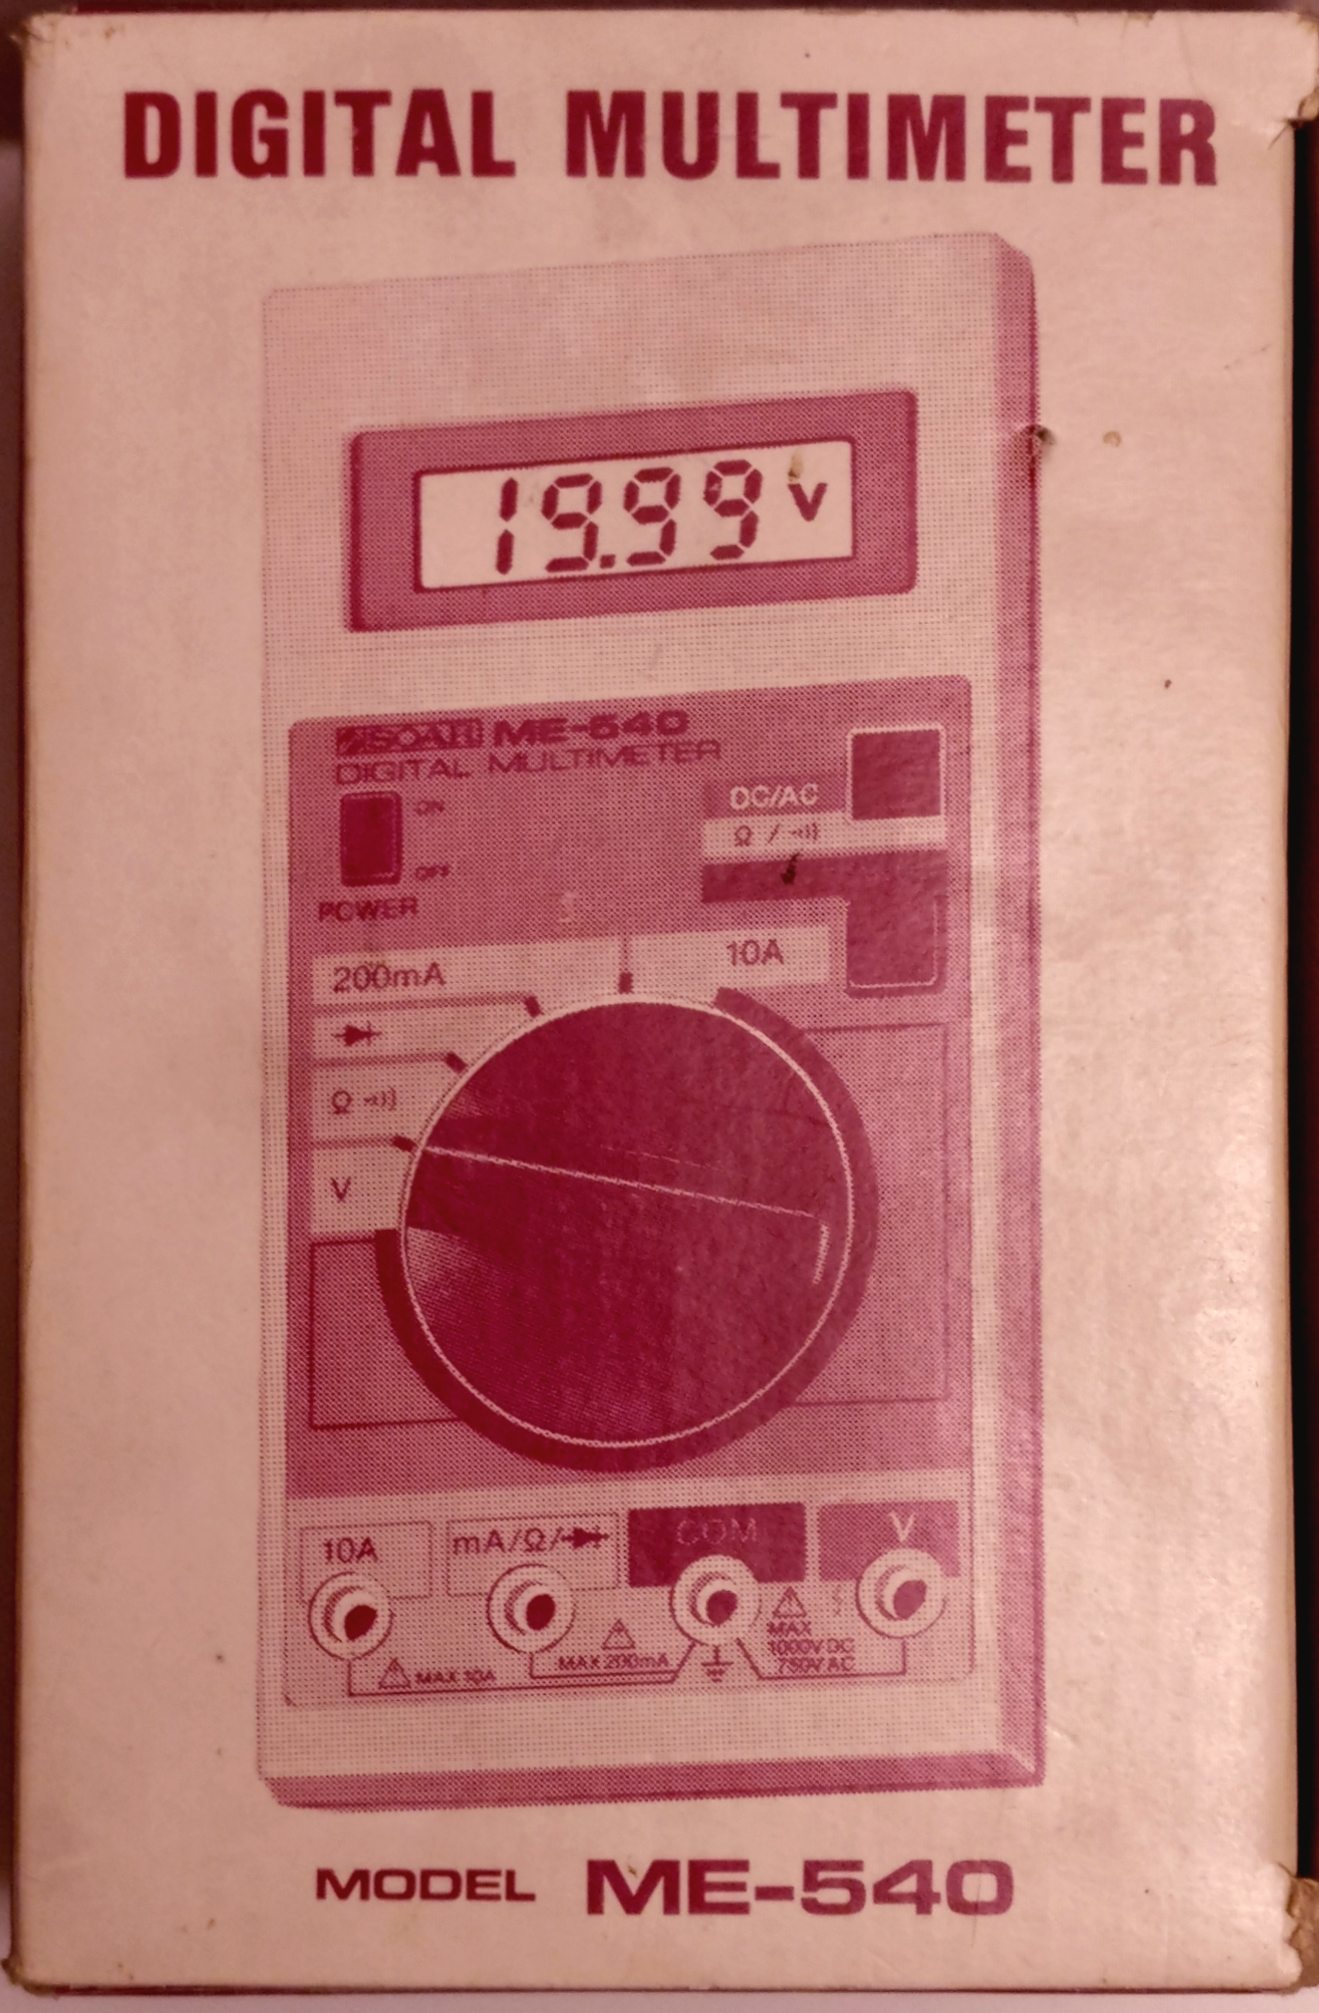 DIGITAL MULTIMETER
19.99 V
SOAR ME-540
DIGITAL MULTIMETER
ON
OFF
POWER
DC/AC
Ω /
200mA
10A
Ω
V
10A
mA/Ω/
COM
V
MAX 10A
MAX 200mA
MAX
1000V DC
750V AC
MODEL ME-540